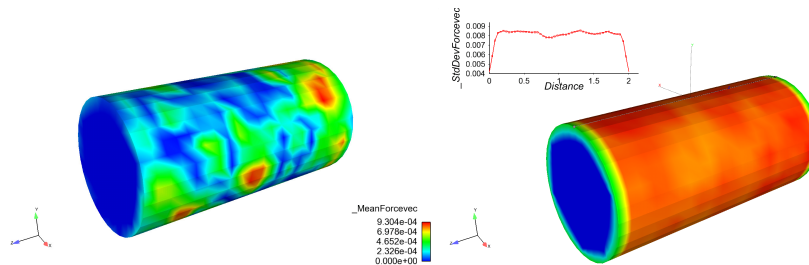 _StdDevForcevec
0.009
0.008
0.007
0.006
0.005
0.004
0 0.5 1 1.5 2
Distance
_MeanForcevec
9.304e-04
6.978e-04
4.652e-04
2.326e-04
0.000e+00
Y
Z
X
Y
Z
X